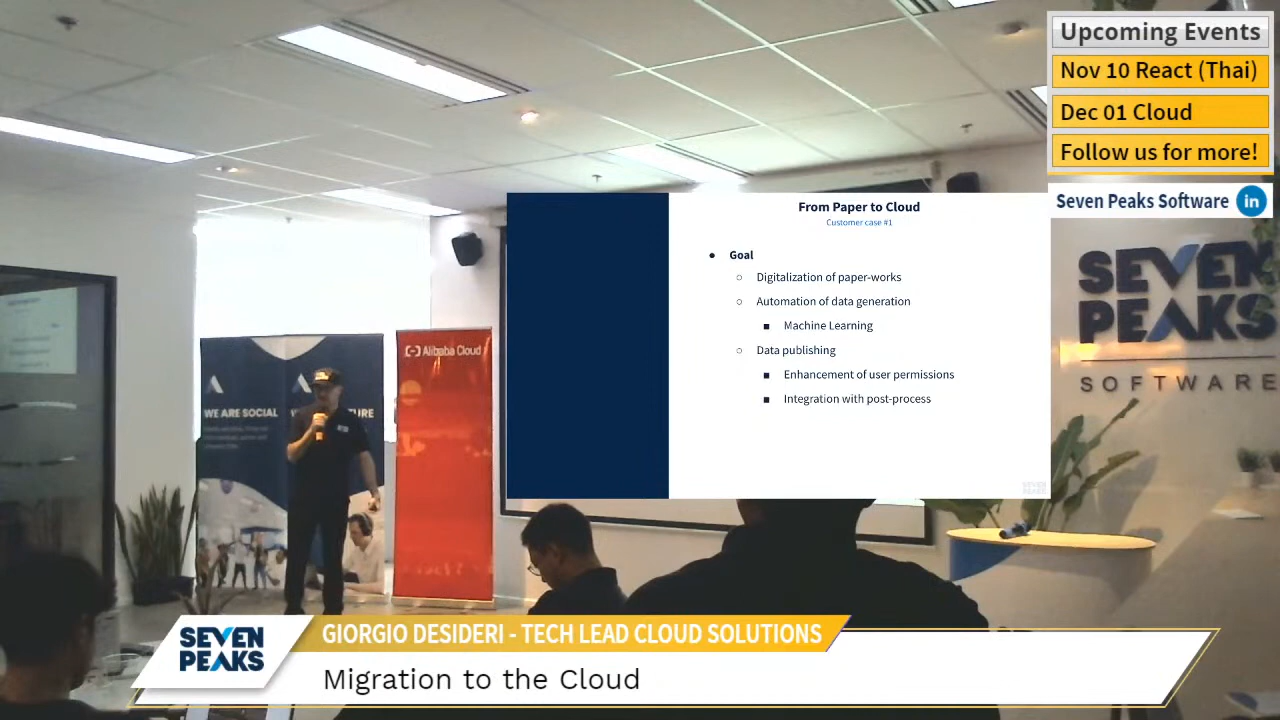 Upcoming Events
Nov 10 React (Thai)
Dec 01 Cloud
Follow us for more!
Seven Peaks Software in
From Paper to Cloud
Customer case #1
Goal
Digitalization of paper-works
Automation of data generation
Machine Learning
Data publishing
Enhancement of user permissions
Integration with post-process
SEVEN
PEAKS
SEVEN
PEAKS
SOFTWARE
Alibaba Cloud
WE ARE SOCIAL
SEVEN
PEAKS
GIORGIO DESIDERI - TECH LEAD CLOUD SOLUTIONS
Migration to the Cloud